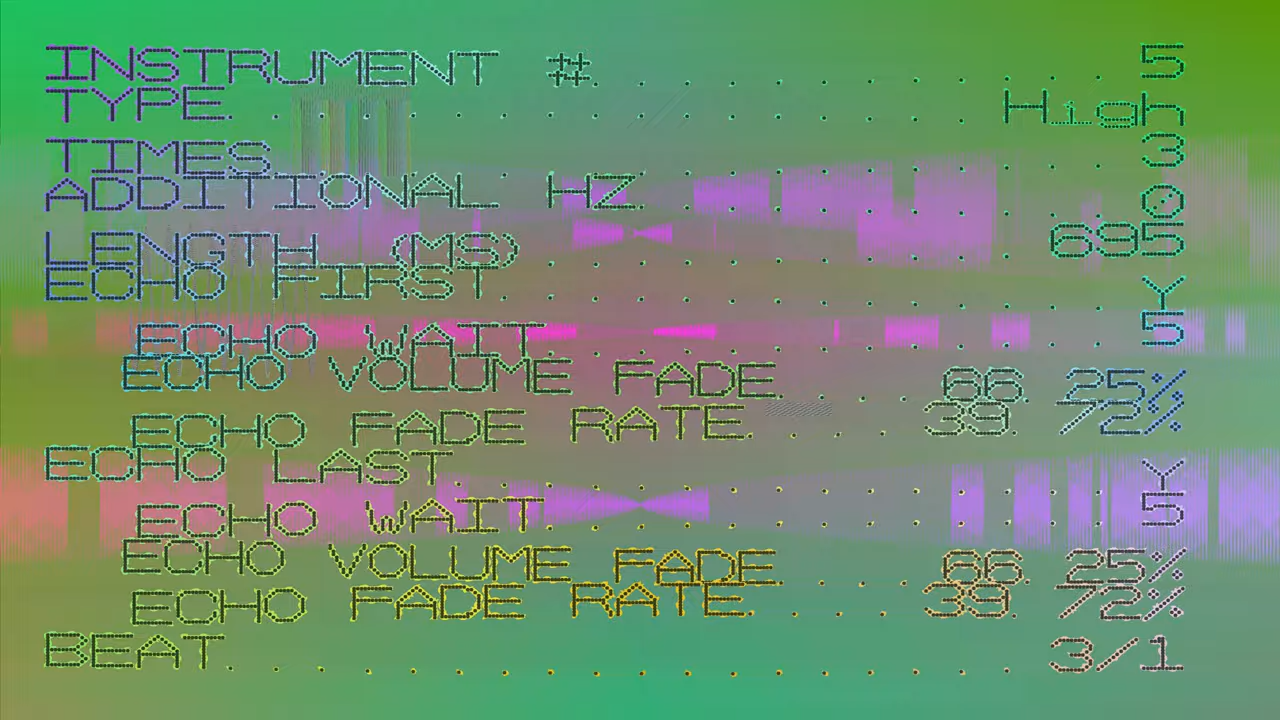 INSTRUMENT #. . . . . . . . . . . . 5
TYPE. . . . . . . . . . . . . . . . . High
TIMES. . . . . . . . . . . . . . . . . . . 3
ADDITIONAL HZ. . . . . . . . . . . 0
LENGTH (MS). . . . . . . . . . . . . 695
ECHO FIRST. . . . . . . . . . . . . . Y
ECHO WAIT. . . . . . . . . . . . . 5
ECHO VOLUME FADE. . . . 66. 25%
ECHO FADE RATE. . . . . 39. 72%
ECHO LAST. . . . . . . . . . . . . . . Y
ECHO WAIT. . . . . . . . . . . . . 5
ECHO VOLUME FADE. . . . 66. 25%
ECHO FADE RATE. . . . . 39. 72%
BEAT. . . . . . . . . . . . . . . . . . 3/1